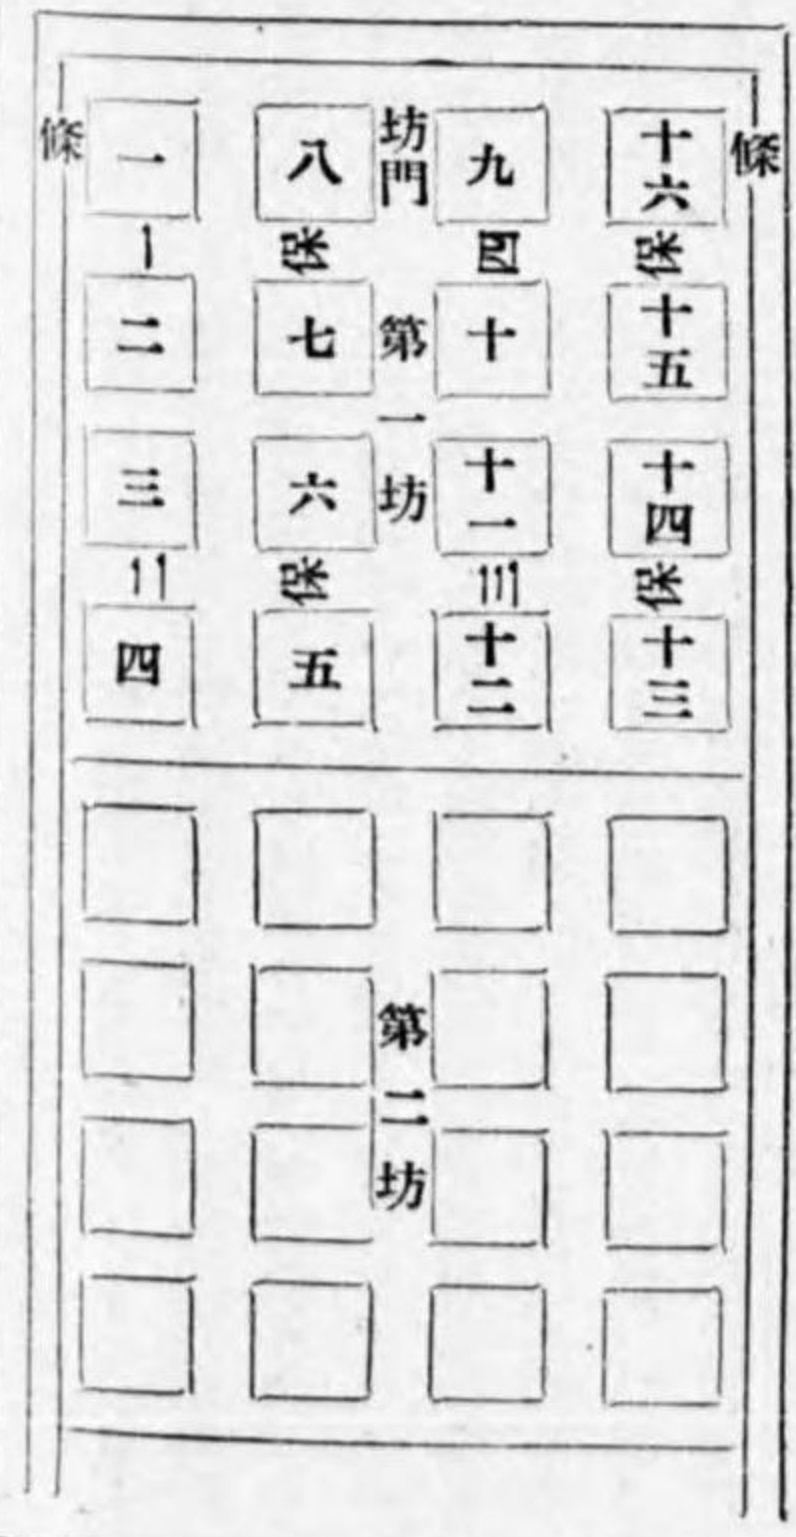 條 一 八 坊門 九 十六 條
一保 四保
二 七 十 十五
三 六 十一 十四
二保 三保
四 五 十二 十三
第一坊
第二坊